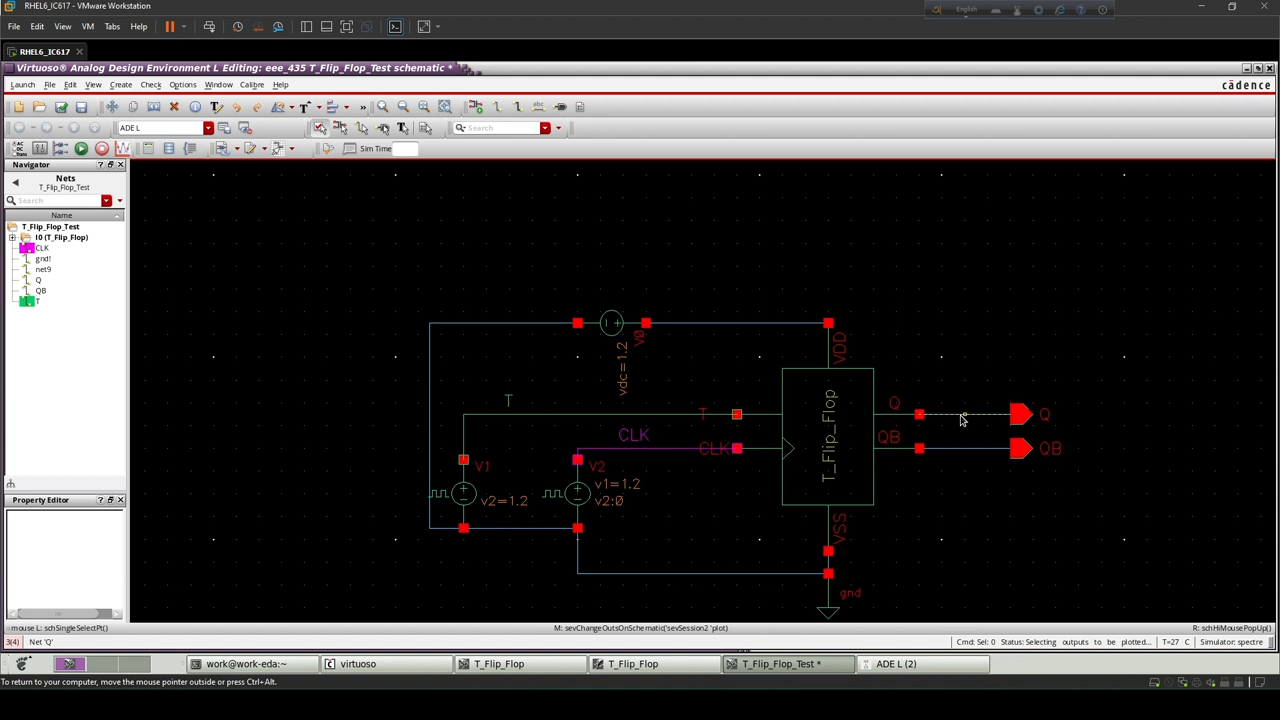 RHEL6_IC617 - VMware Workstation
English
File Edit View VM Tabs Help
RHEL6_IC617
Virtuoso® Analog Design Environment L Editing: eee_435 T_Flip_Flop_Test schematic *
Launch File Edit View Create Check Options Window Calibre Help
cādence
ADE L
Search
Sim Time
Navigator
Nets
T_Flip_Flop_Test
Search
Name
T_Flip_Flop_Test
I0 (T_Flip_Flop)
CLK
gnd!
net9
Q
QB
T
V0
vdc=1.2
VDD
T
T
Q
Q
CLK
CLK
QB
QB
T_Flip_Flop
V1
V2
v1=1.2
v2=1.2
v2:0
VSS
gnd
Property Editor
mouse L: schSingleSelectPt()
M: sevChangeOutsOnSchematic('sevSession2 'plot)
R: schHiMousePopUp()
3(4) Net 'Q'
Cmd: Sel: 0 Status: Selecting outputs to be plotted... T=27 C Simulator: spectre
work@work-eda:~
virtuoso
T_Flip_Flop
T_Flip_Flop
T_Flip_Flop_Test *
ADE L (2)
To return to your computer, move the mouse pointer outside or press Ctrl+Alt.